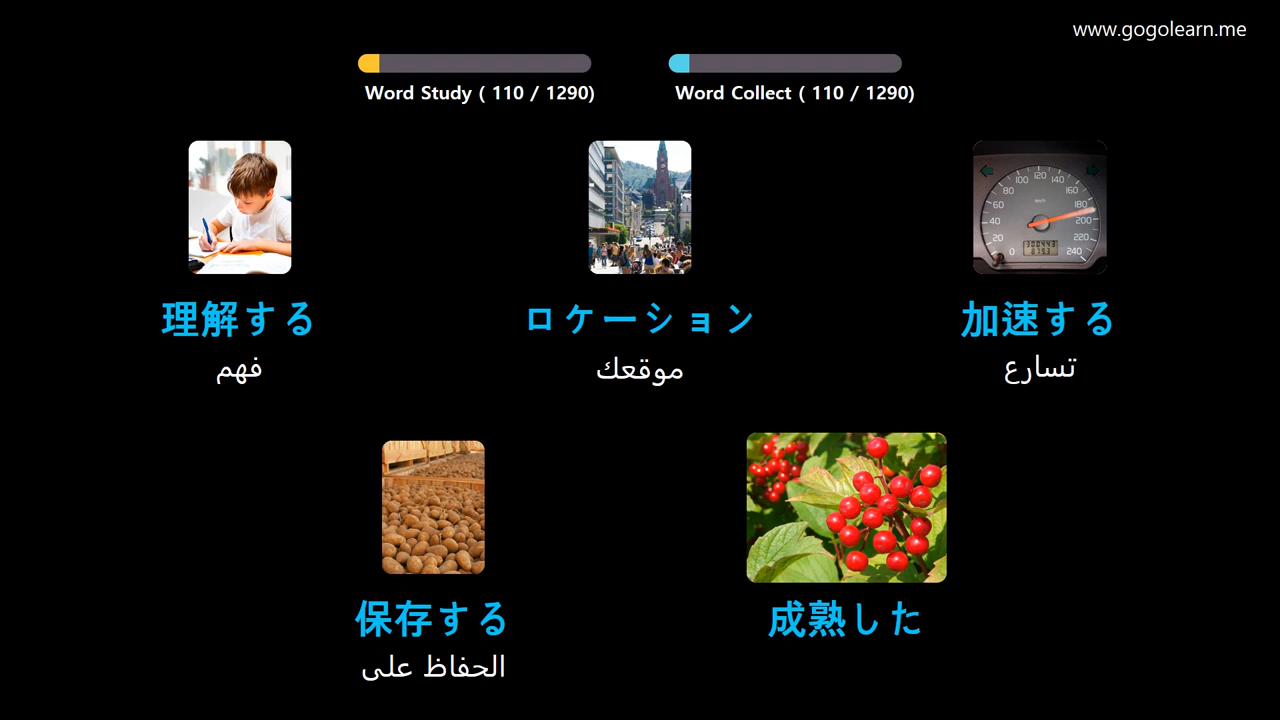 www.gogolearn.me
Word Study ( 110 / 1290)
Word Collect ( 110 / 1290)
理解する
فهم
ロケーション
موقعك
加速する
تسارع
保存する
الحفاظ على
成熟した